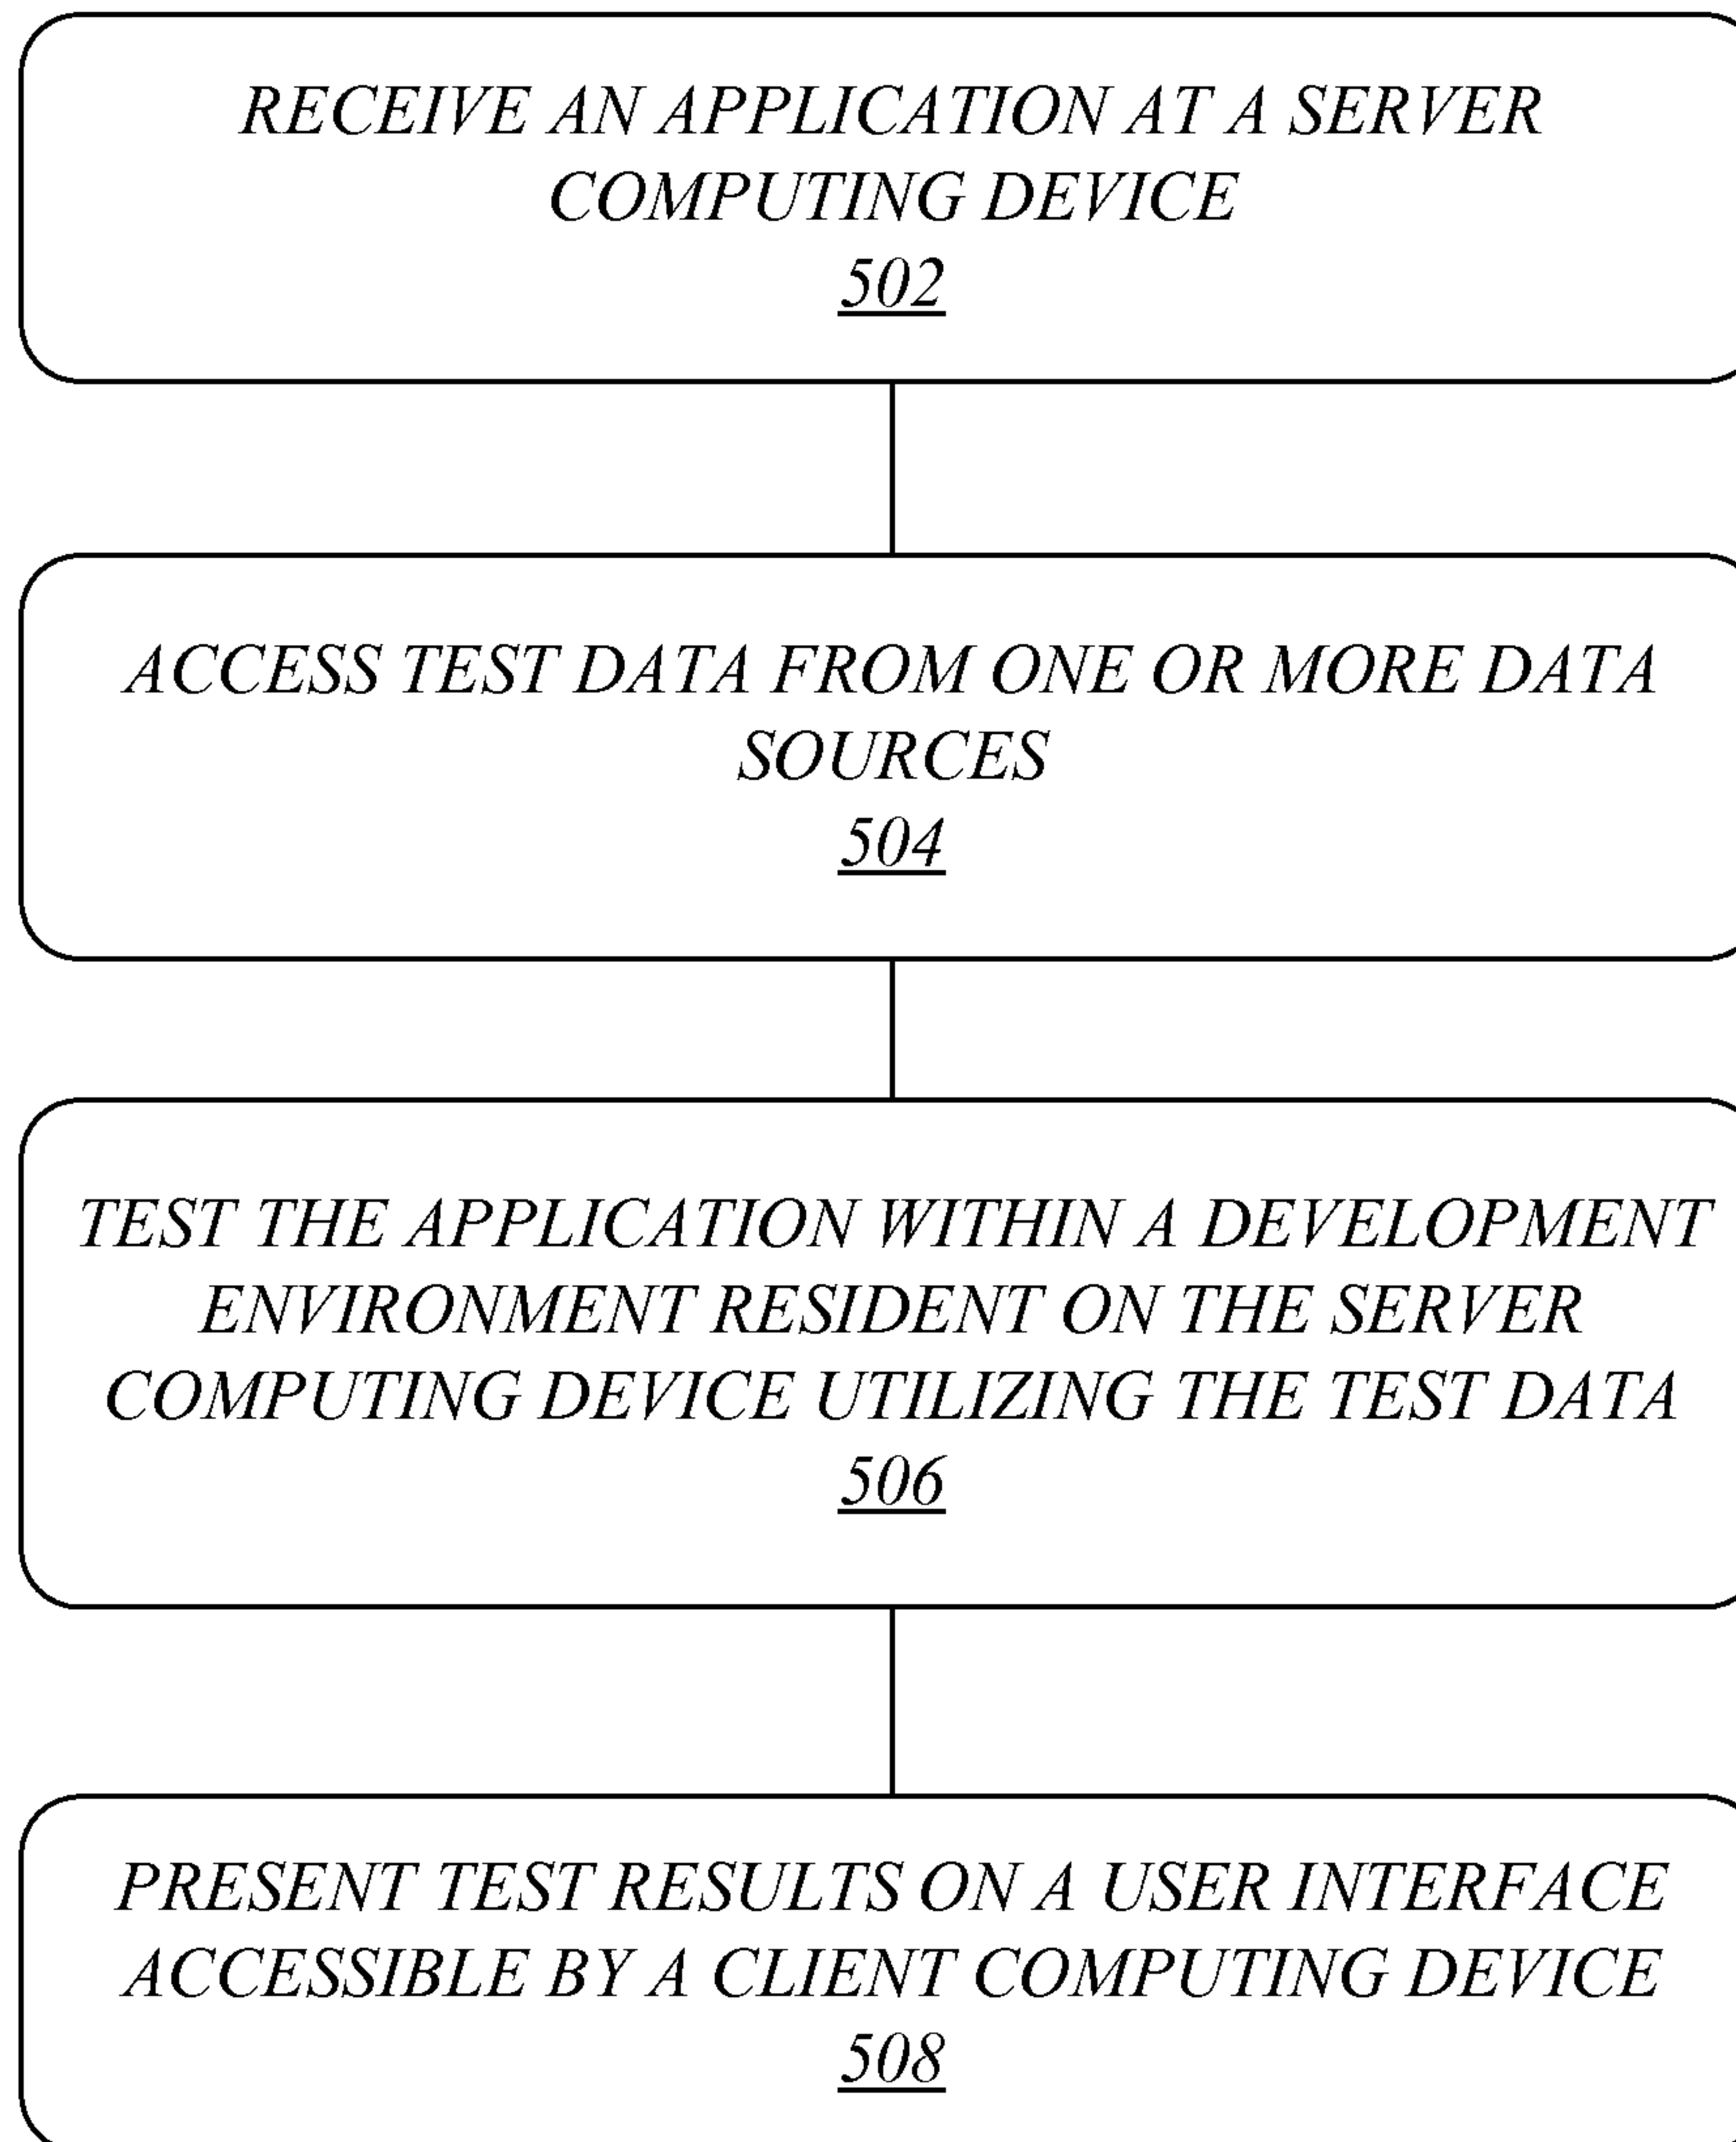 RECEIVE AN APPLICATION AT A SERVER
COMPUTING DEVICE
502
ACCESS TEST DATA FROM ONE OR MORE DATA
SOURCES
504
TEST THE APPLICATION WITHIN A DEVELOPMENT
ENVIRONMENT RESIDENT ON THE SERVER
COMPUTING DEVICE UTILIZING THE TEST DATA
506
PRESENT TEST RESULTS ON A USER INTERFACE
ACCESSIBLE BY A CLIENT COMPUTING DEVICE
508